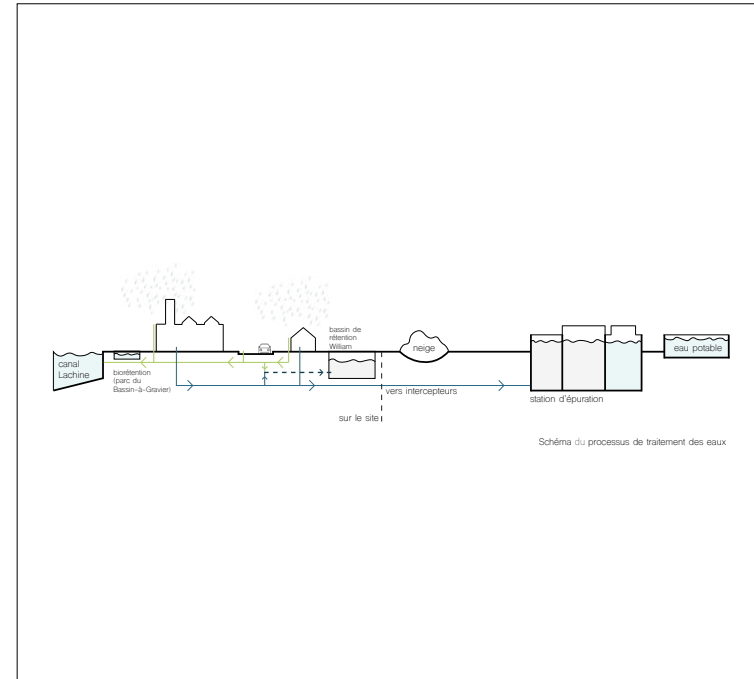 bassin de
rétention
William
canal
Lachine
biorétention
(parc du
Bassin-à-Gravier)
neige
eau potable
vers intercepteurs
station d'épuration
sur le site
Schéma du processus de traitement des eaux